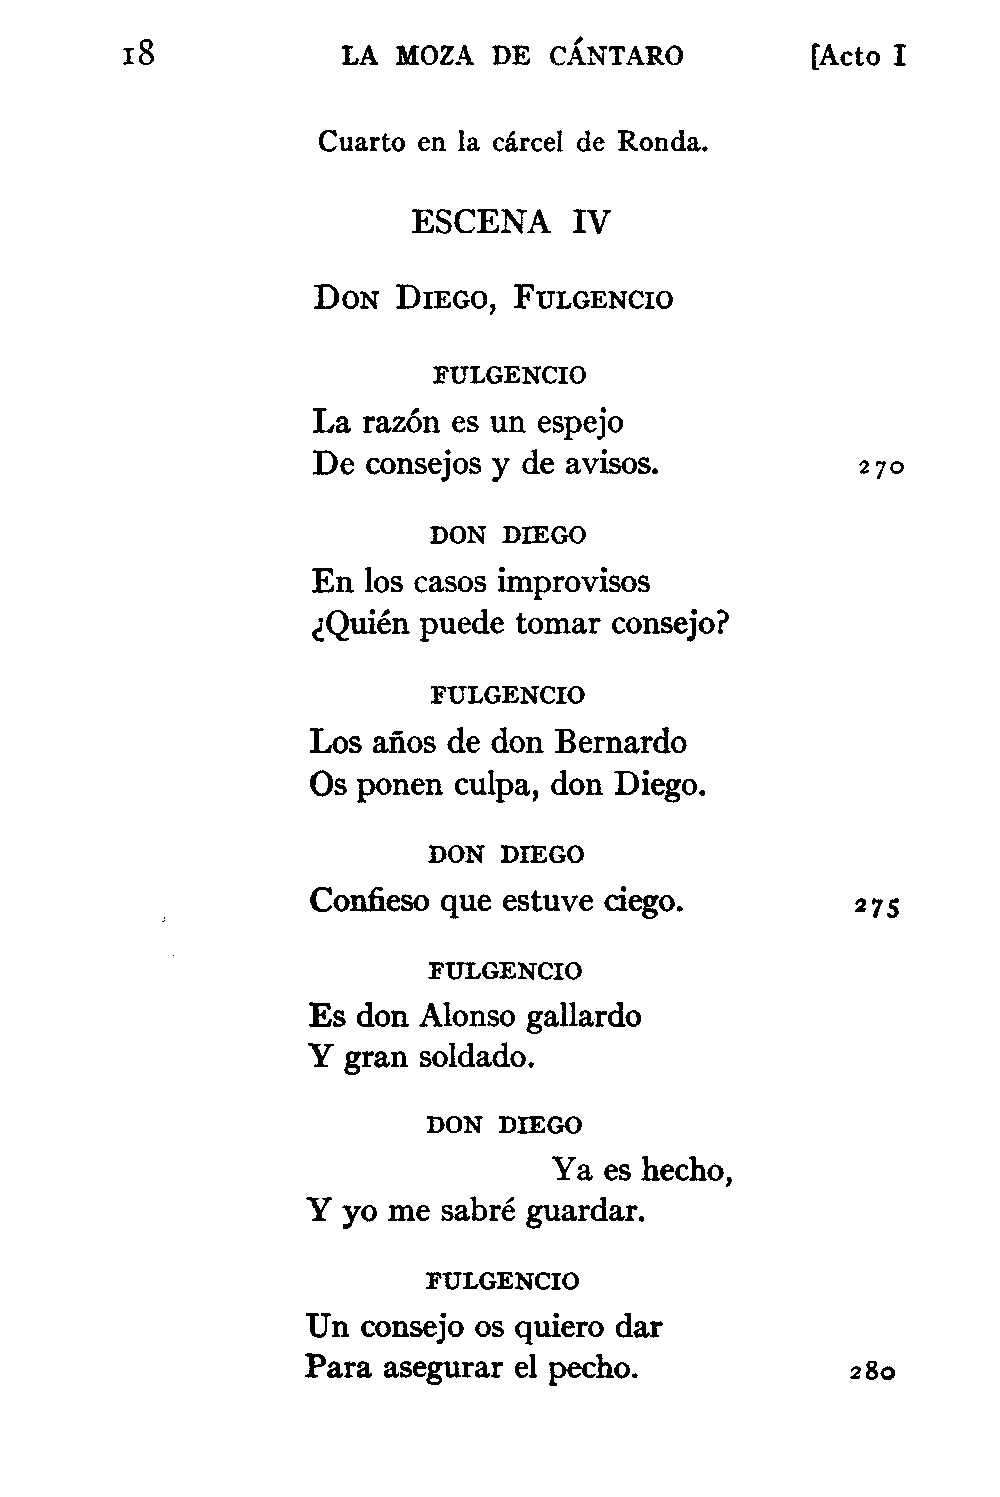 18 LA MOZA DE CÁNTARO [Acto I
Cuarto en la cárcel de Ronda.
ESCENA IV
DON DIEGO, FULGENCIO
FULGENCIO
La razón es un espejo
De consejos y de avisos. 270
DON DIEGO
En los casos improvisos
¿Quién puede tomar consejo?
FULGENCIO
Los años de don Bernardo
Os ponen culpa, don Diego.
DON DIEGO
Confieso que estuve ciego. 275
FULGENCIO
Es don Alonso gallardo
Y gran soldado.
DON DIEGO
Ya es hecho,
Y yo me sabré guardar.
FULGENCIO
Un consejo os quiero dar
Para asegurar el pecho. 280